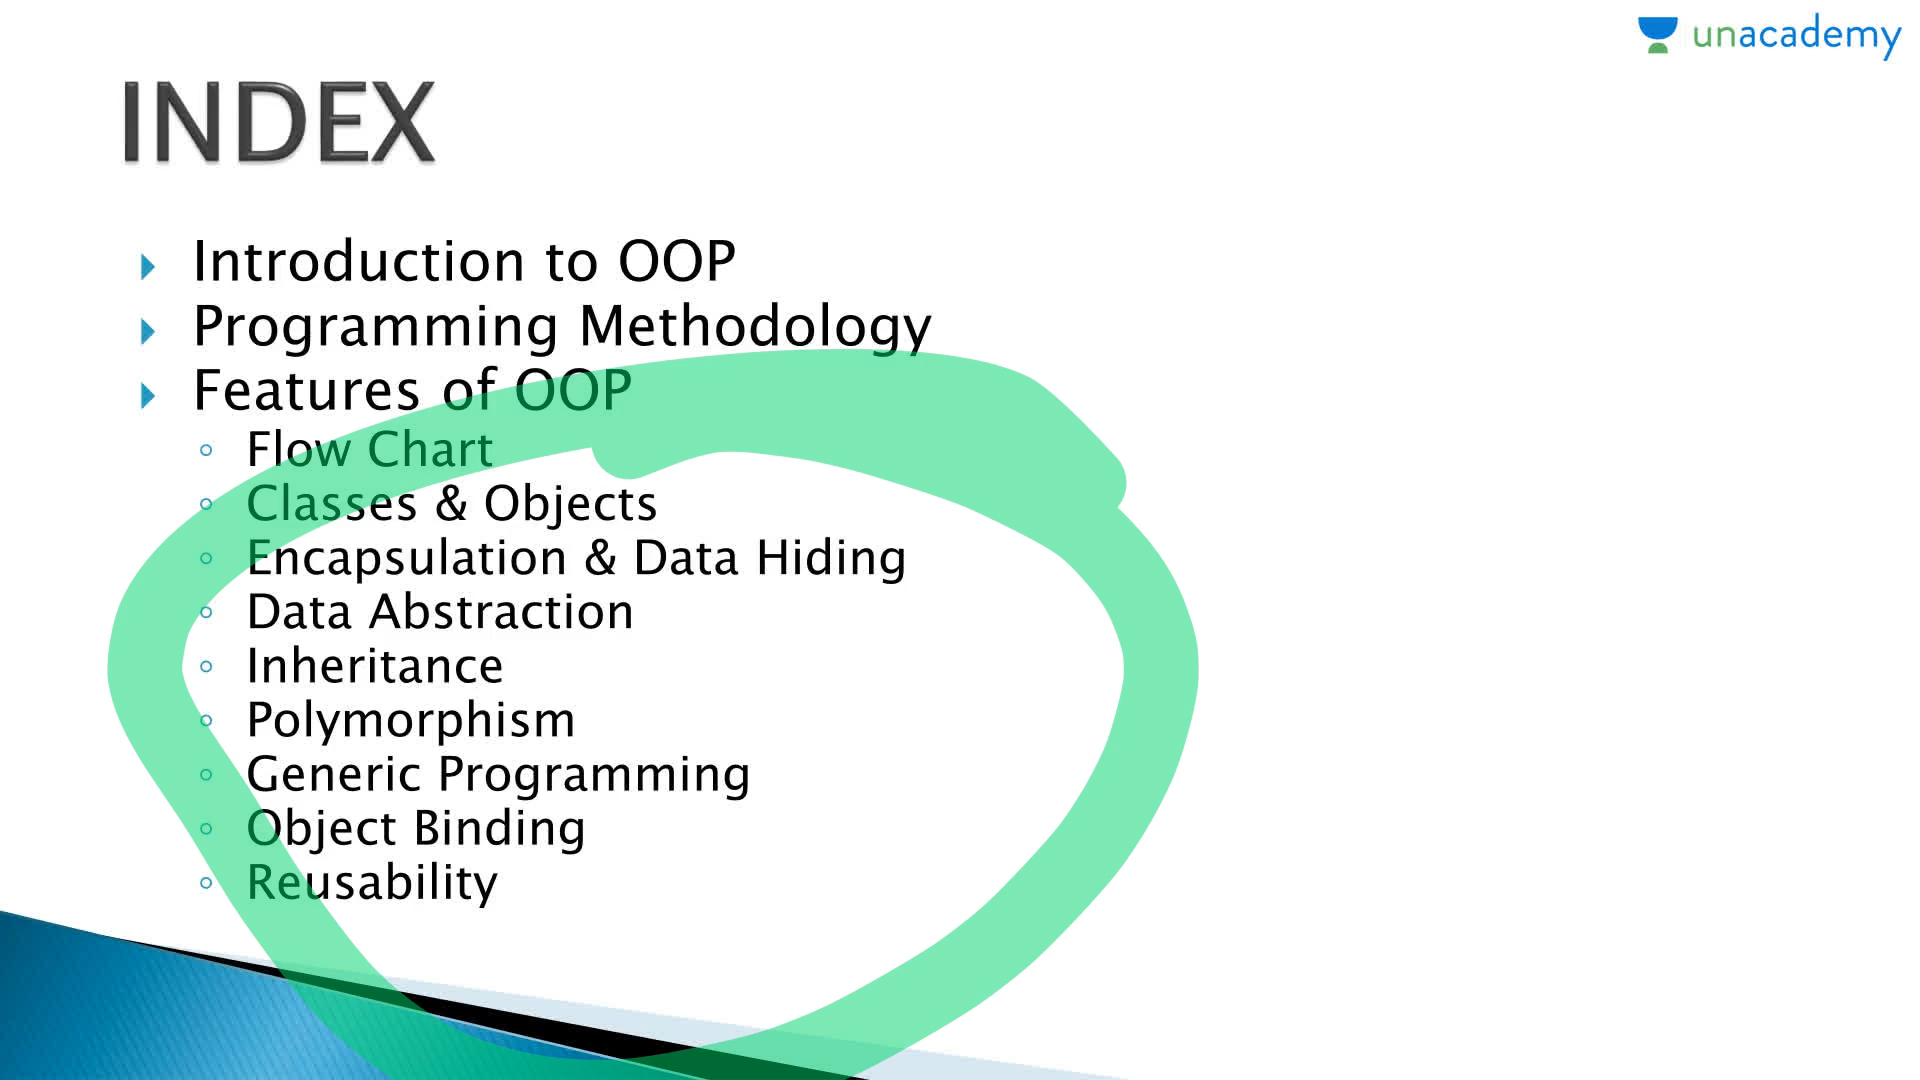 unacademy
INDEX
Introduction to OOP
Programming Methodology
Features of OOP
Flow Chart
Classes & Objects
Encapsulation & Data Hiding
Data Abstraction
Inheritance
Polymorphism
Generic Programming
Object Binding
Reusability